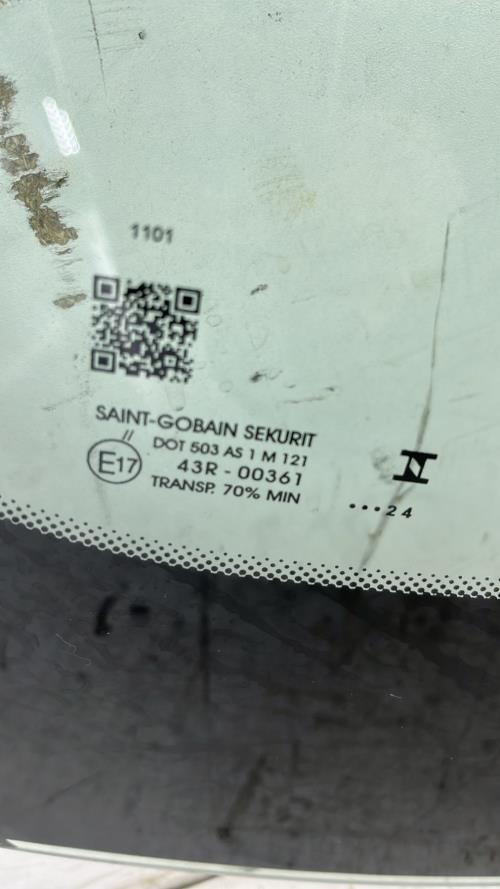 1101
SAINT-GOBAIN SEKURIT
//
DOT 503 AS 1 M 121
E17
43R - 00361
TRANSP. 70% MIN
•••24